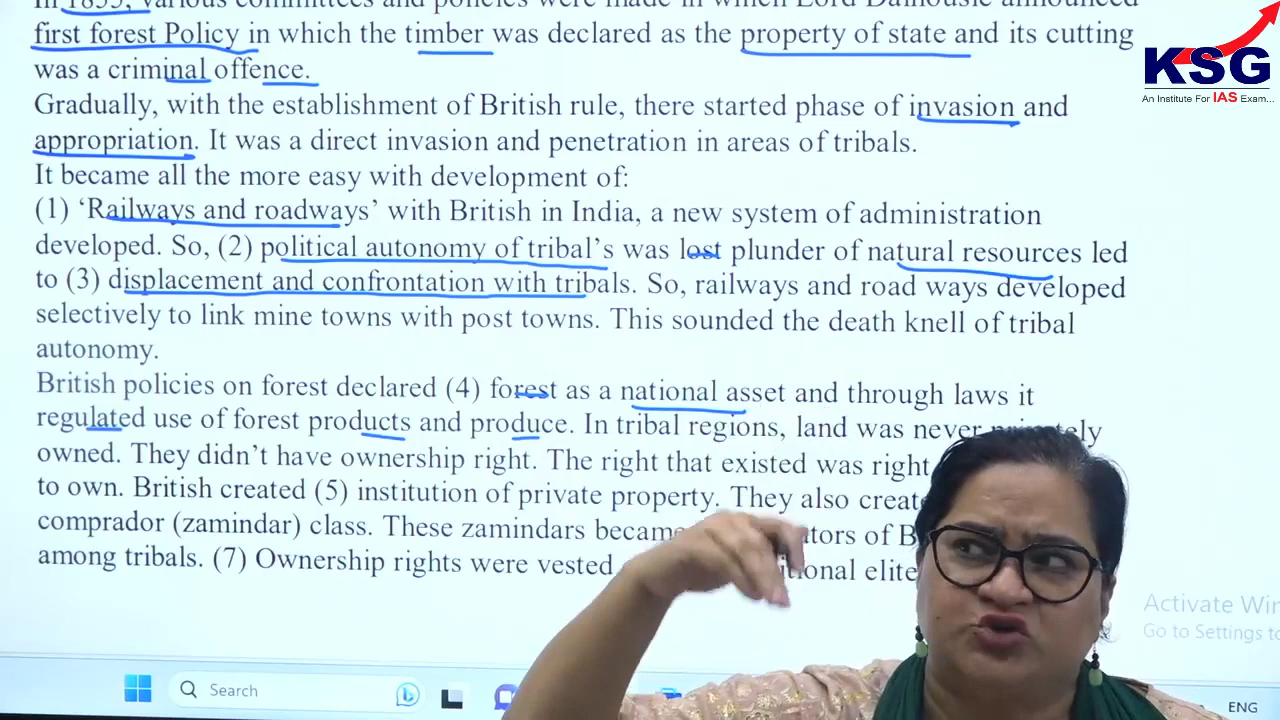 In 1855, various committees and policies were made in which Lord Dalhousie announced
first forest Policy in which the timber was declared as the property of state and its cutting
was a criminal offence.
Gradually, with the establishment of British rule, there started phase of invasion and
appropriation. It was a direct invasion and penetration in areas of tribals.
It became all the more easy with development of:
(1) ‘Railways and roadways’ with British in India, a new system of administration
developed. So, (2) political autonomy of tribal’s was lost plunder of natural resources led
to (3) displacement and confrontation with tribals. So, railways and road ways developed
selectively to link mine towns with post towns. This sounded the death knell of tribal
autonomy.
British policies on forest declared (4) forest as a national asset and through laws it
regulated use of forest products and produce. In tribal regions, land was never privately
owned. They didn’t have ownership right. The right that existed was right
to own. British created (5) institution of private property. They also
comprador (zamindar) class. These zamindars became of
among tribals. (7) Ownership rights were vested elite
KSG
An Institute For IAS Exam...
Activate
Go to Settings to
Search
ENG